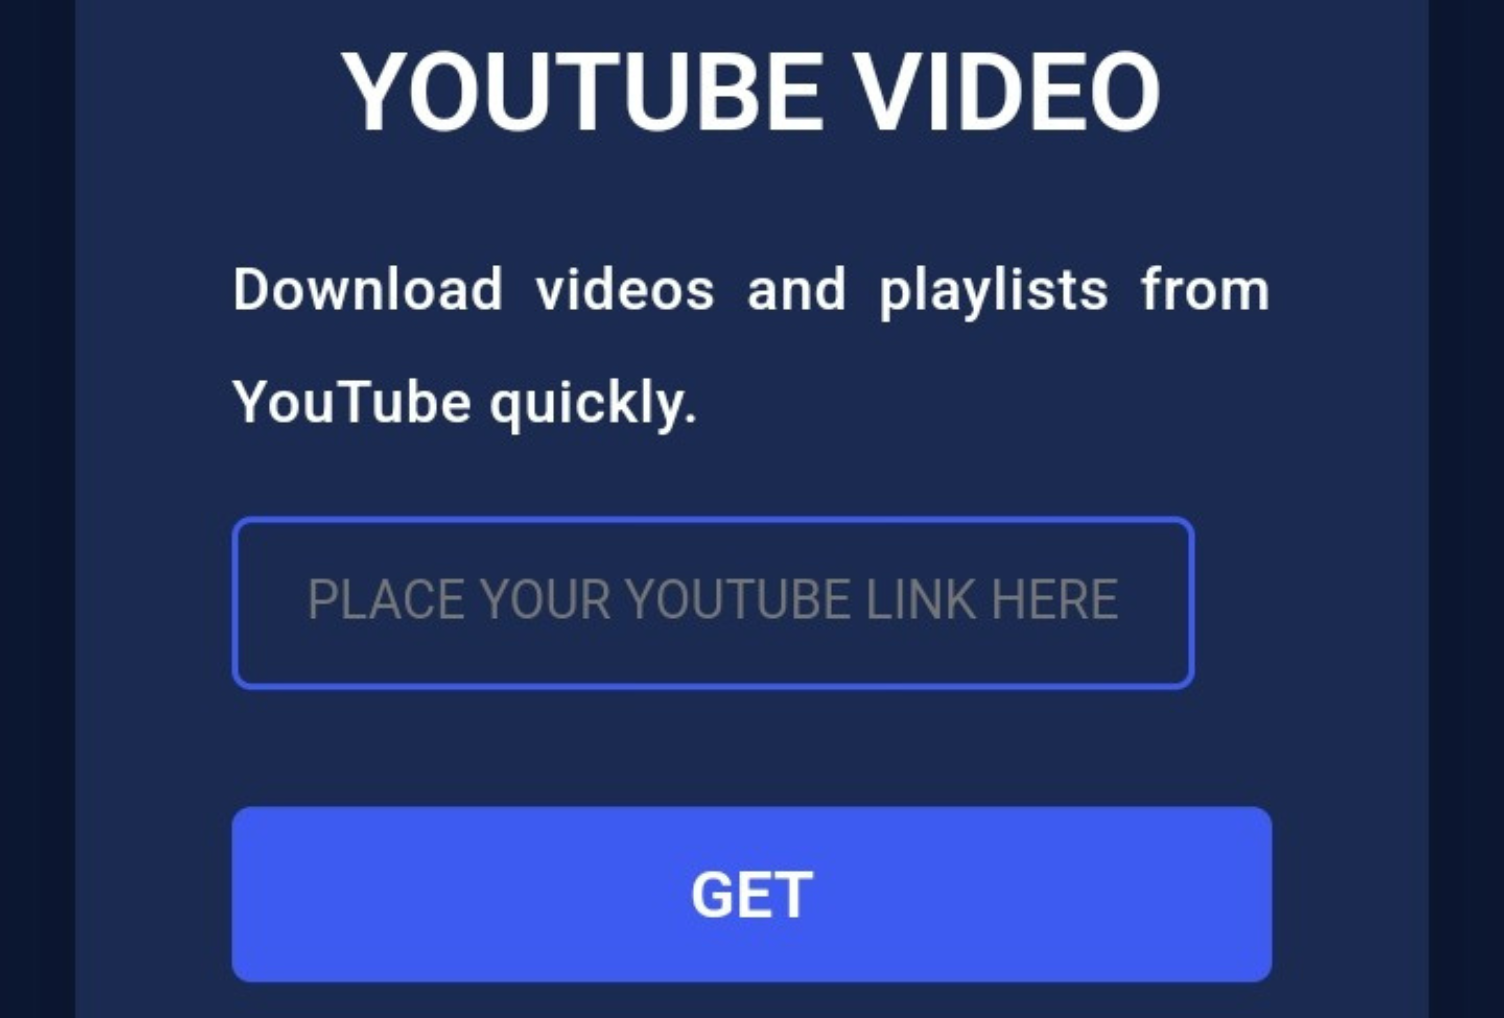 YOUTUBE VIDEO
Download videos and playlists from
YouTube quickly.
PLACE YOUR YOUTUBE LINK HERE
GET